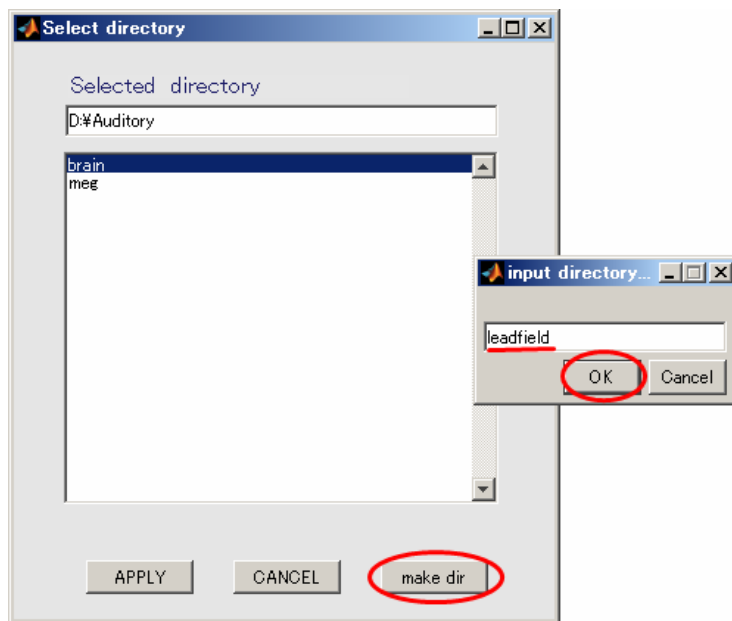 Select directory
Selected directory
D:¥Auditory
brain
meg
input directory...
leadfield
OK
Cancel
APPLY
CANCEL
make dir